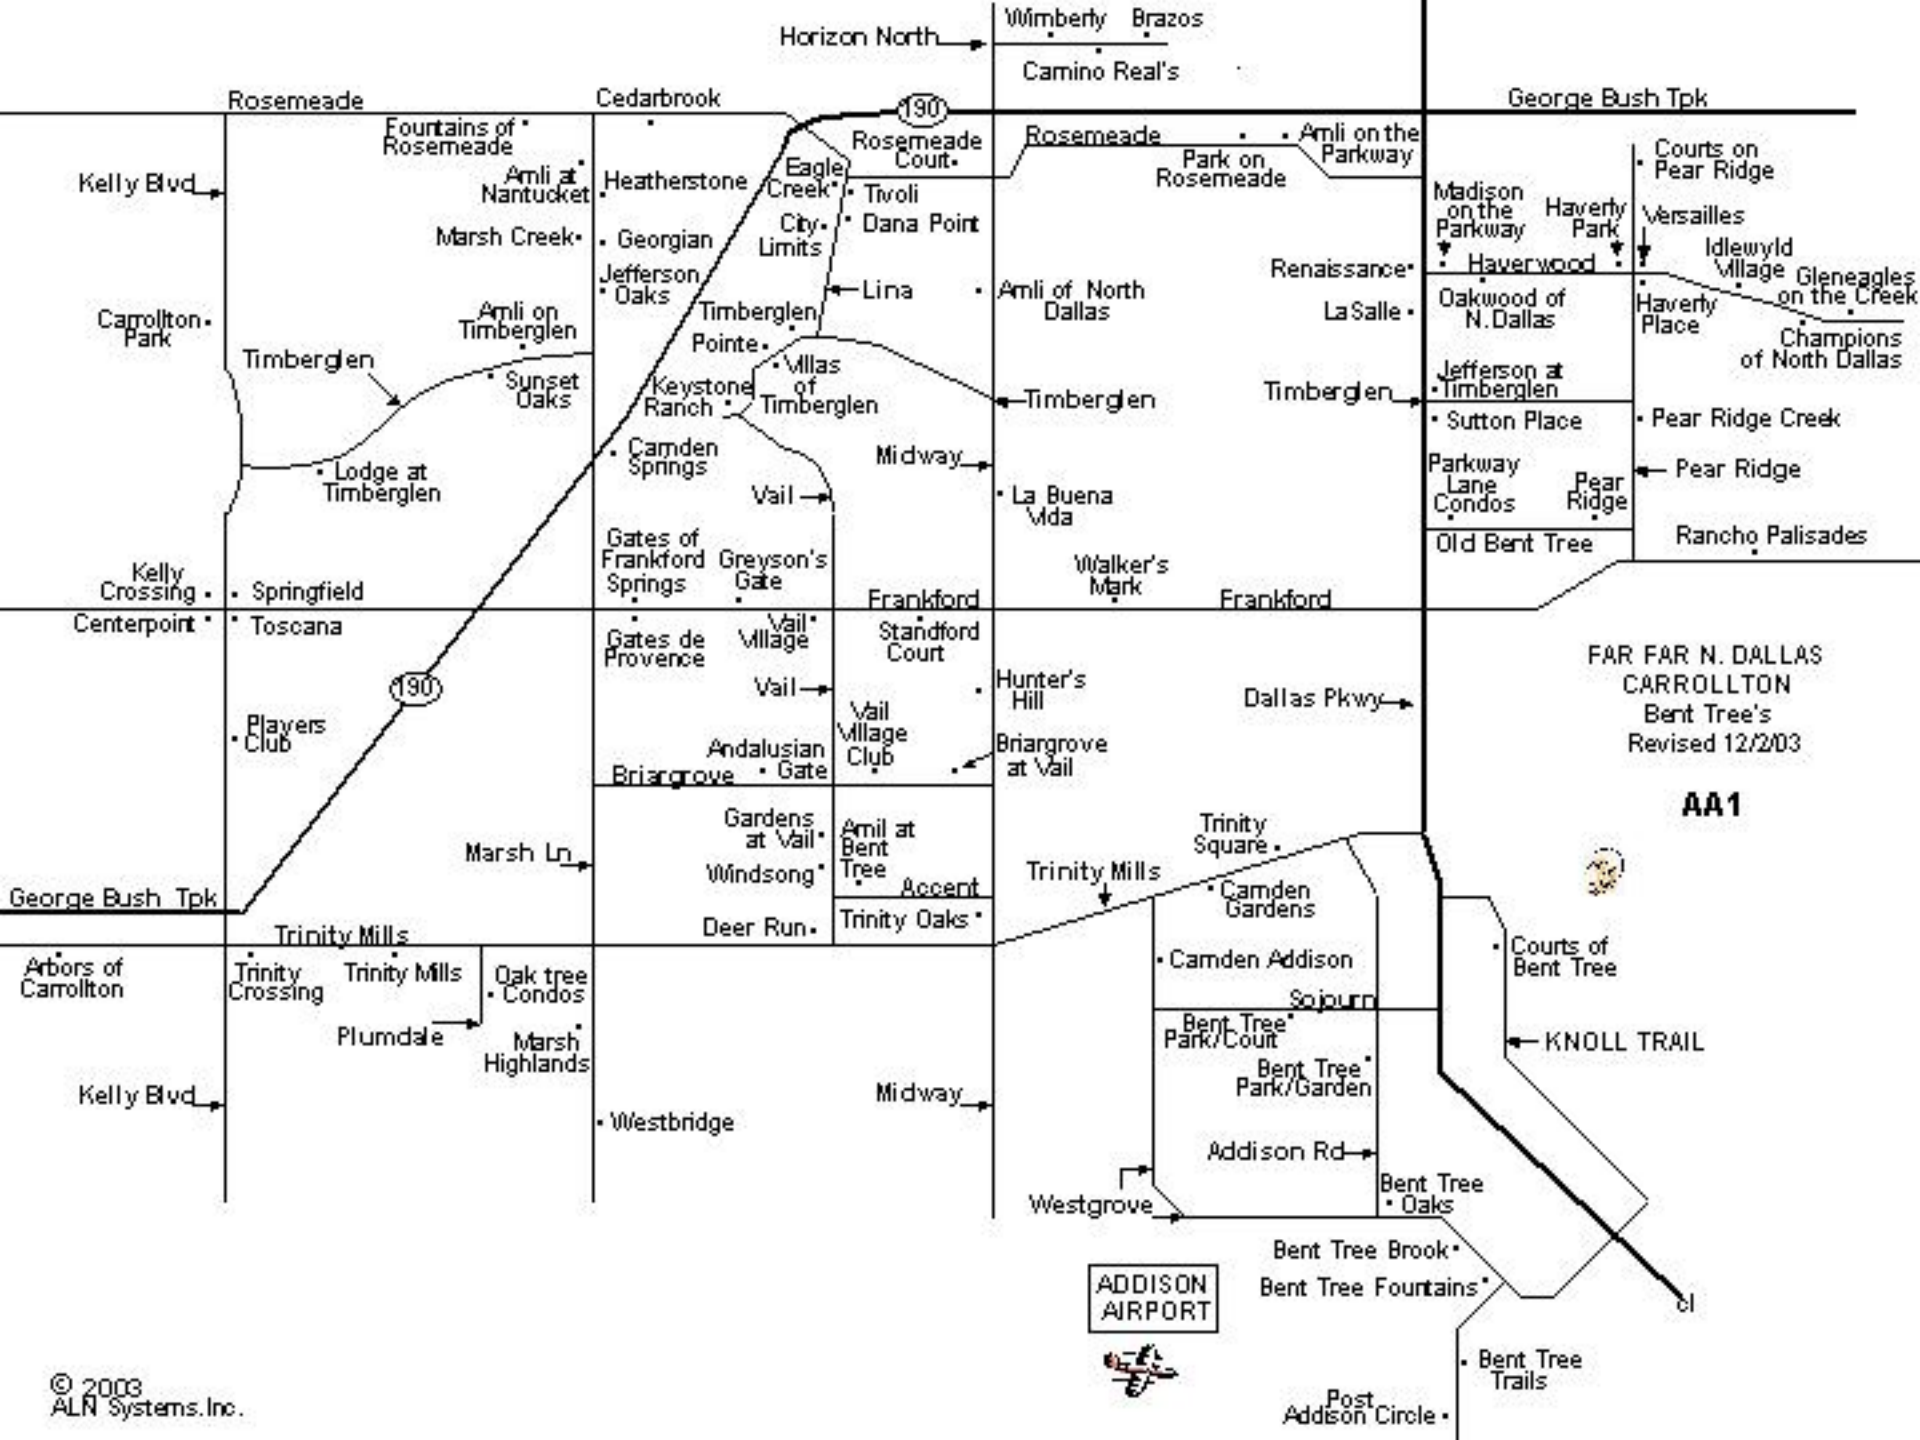 Wimberly Brazos
Horizon North
Camino Real's
Rosemeade
Cedarbrook
190
George Bush Tpk
Fountains of
Rosemeade
Rosemeade
Court
Rosemeade
Amli on the
Parkway
Park on
Rosemeade
Courts on
Pear Ridge
Kelly Blvd
Amli at
Nantucket
Heatherstone
Eagle
Creek
Tivoli
Madison
on the
Parkway
Haverly
Park
Versailles
Marsh Creek
Georgian
City
Limits
Dana Point
Idlewyld
Village
Gleneagles
on the Creek
Renaissance
Haverwood
Jefferson
Oaks
Lina
Amli of North
Dallas
Oakwood of
N.Dallas
Haverly
Place
LaSalle
Champions
of North Dallas
Carrollton
Park
Amli on
Timberglen
Timberglen
Pointe
Timberglen
Sunset
Oaks
Villas
of
Timberglen
Keystone
Ranch
Timberglen
Timberglen
Jefferson at
Timberglen
Sutton Place
Pear Ridge Creek
Camden
Springs
Midway
Parkway
Lane
Condos
Pear
Ridge
Pear Ridge
Lodge at
Timberglen
Vail
La Buena
Vida
Old Bent Tree
Rancho Palisades
Gates of
Frankford
Springs
Greyson's
Gate
Walker's
Mark
Kelly
Crossing
Springfield
Frankford
Frankford
Centerpoint
Toscana
Gates de
Provence
Vail
Village
Standford
Court
FAR FAR N. DALLAS
CARROLLTON
Bent Tree's
Revised 12/2/03
190
Vail
Hunter's
Hill
Dallas Pkwy
Players
Club
Vail
Village
Club
Andalusian
Gate
Briargrove
at Vail
Briargrove
AA1
Gardens
at Vail
Amil at
Bent
Tree
Trinity
Square
Marsh Ln
Windsong
Trinity Mills
Camden
Gardens
George Bush Tpk
Accent
Trinity Mills
Deer Run
Trinity Oaks
Arbors of
Carrollton
Trinity
Crossing
Trinity Mills
Oak tree
Condos
Camden Addison
Courts of
Bent Tree
Sojourn
Plumdale
Marsh
Highlands
Bent Tree
Park/Court
KNOLL TRAIL
Bent Tree
Park/Garden
Kelly Blvd
Midway
Westbridge
Addison Rd
Westgrove
Bent Tree
Oaks
Bent Tree Brook
Bent Tree Fountains
ADDISON
AIRPORT
cl
Bent Tree
Trails
Post
Addison Circle
© 2003
ALN Systems.Inc.